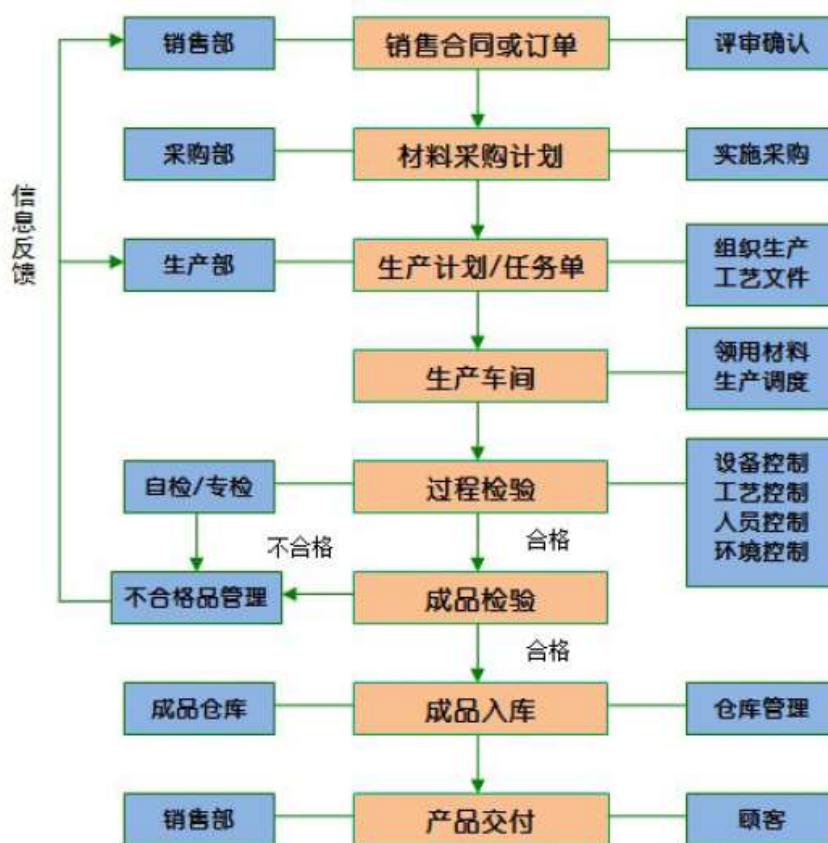 销售部
销售合同或订单
评审确认
采购部
材料采购计划
实施采购
信息反馈
生产部
生产计划/任务单
组织生产
工艺文件
生产车间
领用材料
生产调度
自检/专检
过程检验
设备控制
工艺控制
人员控制
环境控制
不合格
合格
不合格品管理
成品检验
合格
成品仓库
成品入库
仓库管理
销售部
产品交付
顾客